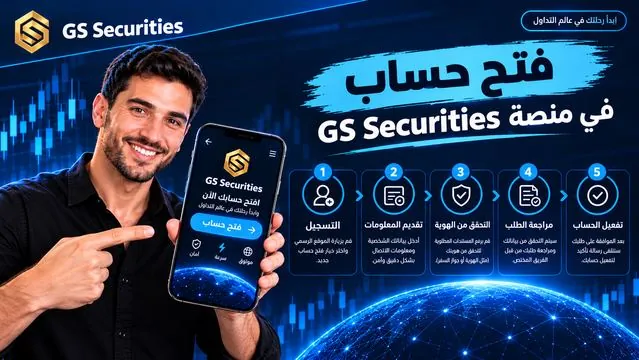 GS Securities
ابدأ رحلتك في عالم التداول
فتح حساب
في منصة GS Securities
1
التسجيل
قم بزيارة الموقع الرسمي
واختر خيار فتح حساب
جديد.
2
تقديم المعلومات
أدخل بياناتك الشخصية
ومعلومات الاتصال
بشكل دقيق وآمن.
3
التحقق من الهوية
قم برفع المستندات المطلوبة
للتحقق من هويتك
(مثل الهوية أو جواز السفر).
4
مراجعة الطلب
سيتم التحقق من بياناتك
ومراجعة طلبك من قبل
الفريق المختص.
5
تفعيل الحساب
بعد الموافقة على طلبك
ستتلقى رسالة تأكيد
لتفعيل حسابك.
GS Securities
افتح حسابك الآن
وابدأ رحلتك في عالم التداول
فتح حساب
موثوق
سرعة
أمان